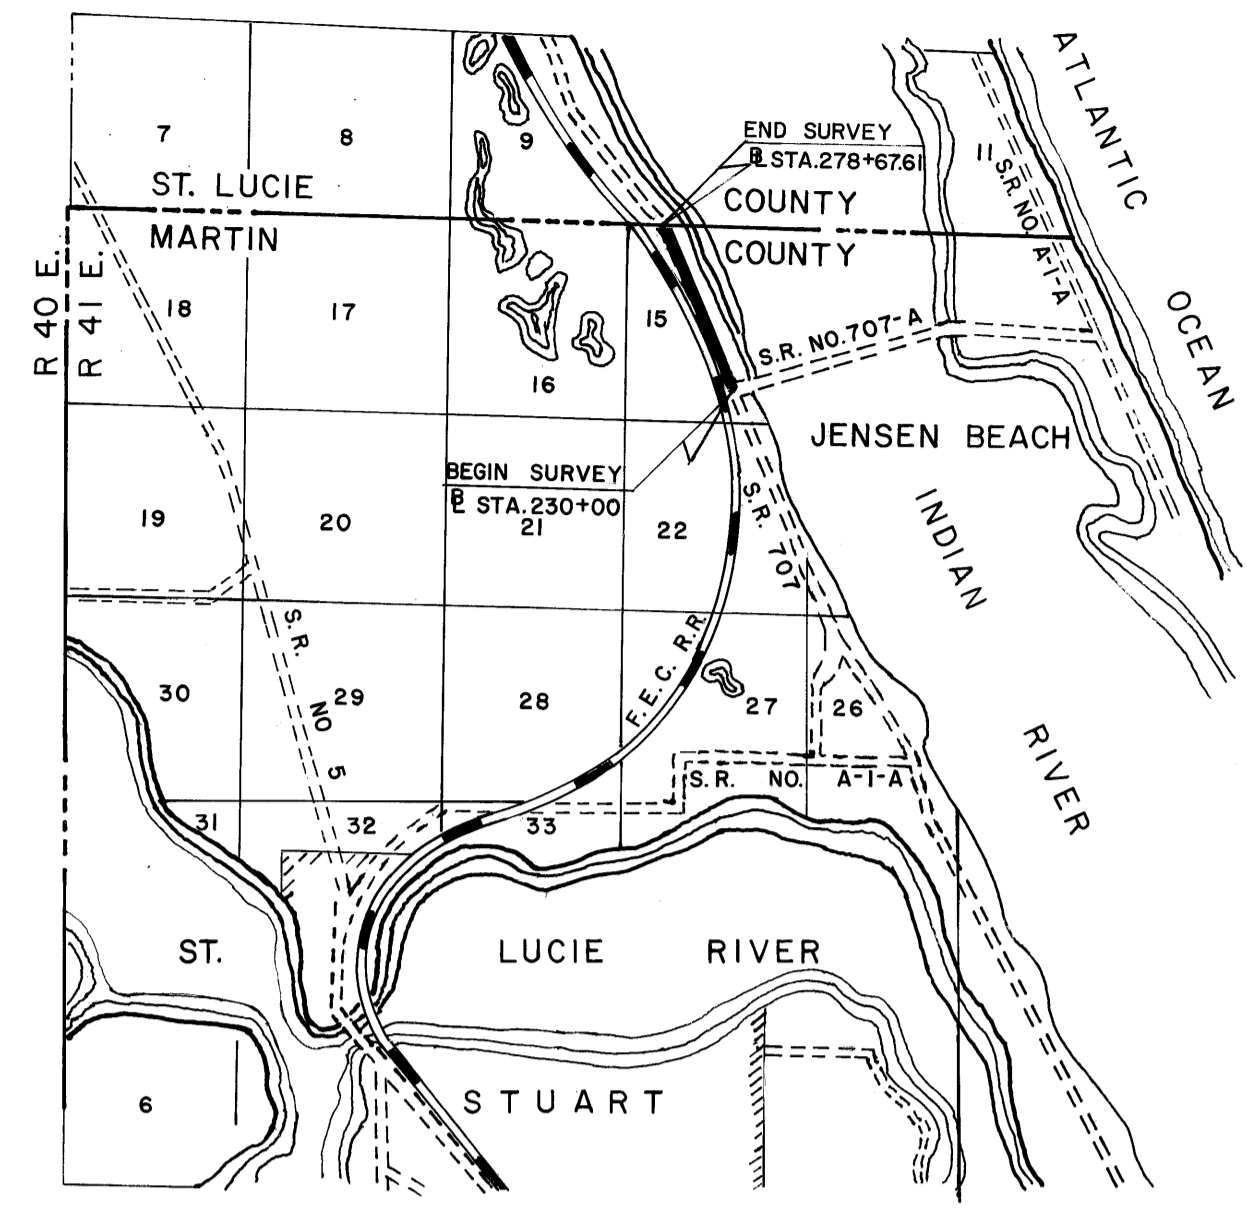 7
8
9
11
END SURVEY
BL STA.278+67.61
ATLANTIC
OCEAN
ST. LUCIE
COUNTY
MARTIN
COUNTY
R 40 E.
R 41 E.
S.R. NO. A-1-A
18
17
16
15
S.R. NO. 707-A
JENSEN BEACH
BEGIN SURVEY
BL STA.230+00
19
20
21
22
S.R. 707
INDIAN
RIVER
S.R. NO 5
F.E.C. R.R.
30
29
28
27
26
S.R. NO. A-1-A
31
32
33
ST. LUCIE RIVER
STUART
6